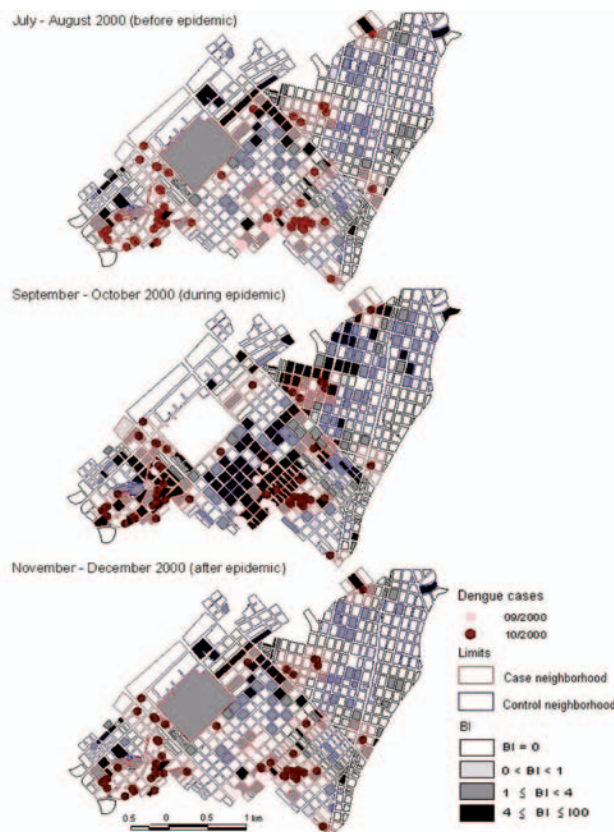 July - August 2000 (before epidemic)
September - October 2000 (during epidemic)
November - December 2000 (after epidemic)
Dengue cases
09/2000
10/2000
Limits
Case neighborhood
Control neighborhood
BI
BI = 0
0 < BI < 1
1 ≤ BI < 4
4 ≤ BI ≤ 100
0.5 0 0.5 1 km